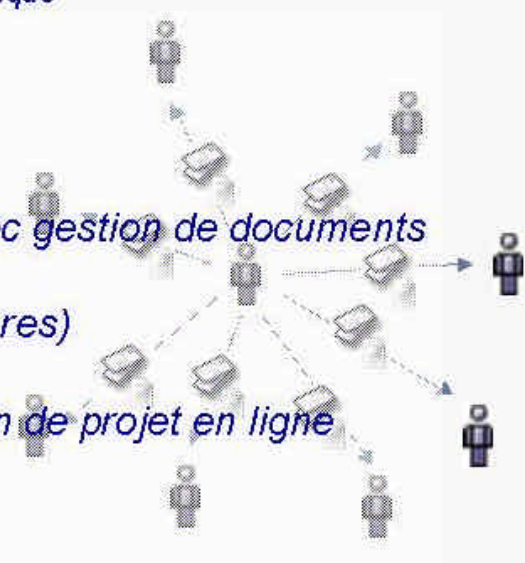 c gestion de documents
res)
n de projet en ligne